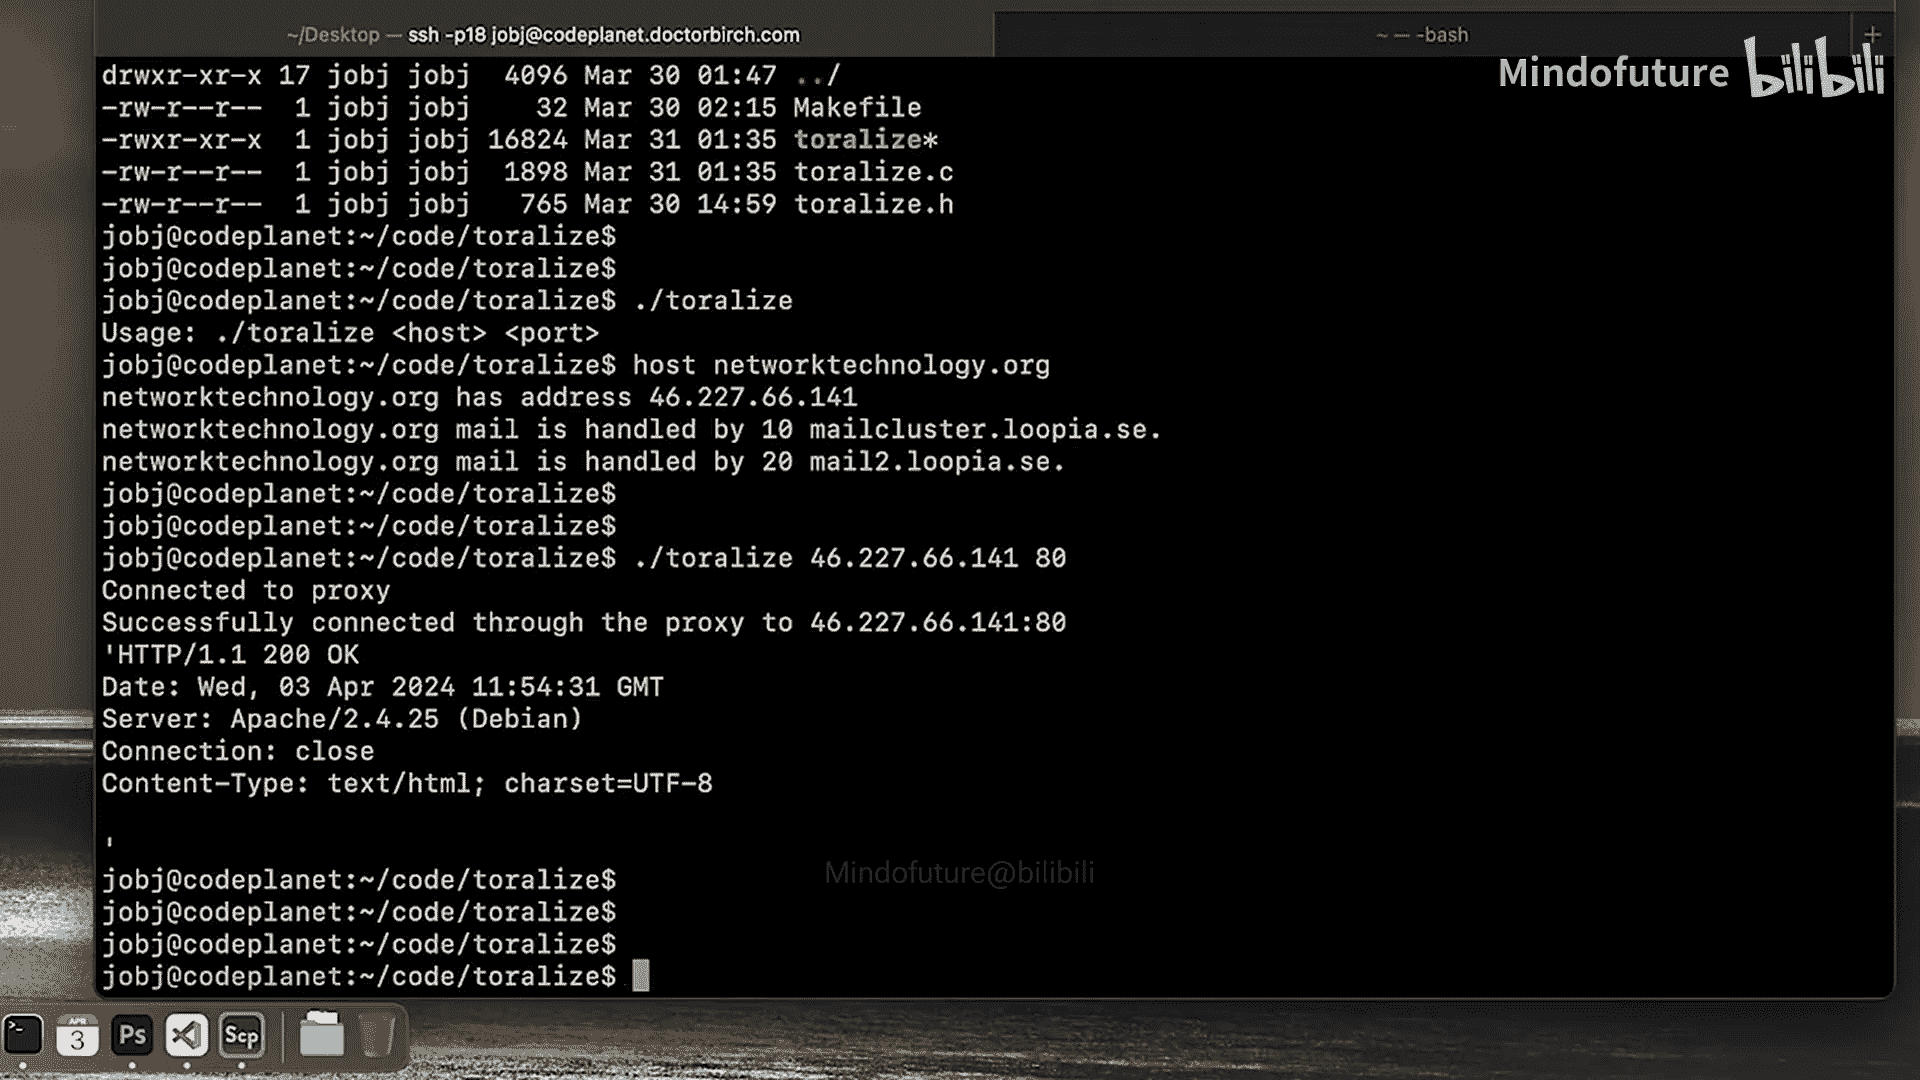 ~/Desktop — ssh -p18 jobj@codeplanet.doctorbirch.com
~ — -bash
+
Mindofuture bilibili
drwxr-xr-x 17 jobj jobj  4096 Mar 30 01:47 ../
-rw-r--r--  1 jobj jobj    32 Mar 30 02:15 Makefile
-rwxr-xr-x  1 jobj jobj 16824 Mar 31 01:35 toralize*
-rw-r--r--  1 jobj jobj  1898 Mar 31 01:35 toralize.c
-rw-r--r--  1 jobj jobj   765 Mar 30 14:59 toralize.h
jobj@codeplanet:~/code/toralize$
jobj@codeplanet:~/code/toralize$
jobj@codeplanet:~/code/toralize$ ./toralize
Usage: ./toralize <host> <port>
jobj@codeplanet:~/code/toralize$ host networktechnology.org
networktechnology.org has address 46.227.66.141
networktechnology.org mail is handled by 10 mailcluster.loopia.se.
networktechnology.org mail is handled by 20 mail2.loopia.se.
jobj@codeplanet:~/code/toralize$
jobj@codeplanet:~/code/toralize$
jobj@codeplanet:~/code/toralize$ ./toralize 46.227.66.141 80
Connected to proxy
Successfully connected through the proxy to 46.227.66.141:80
'HTTP/1.1 200 OK
Date: Wed, 03 Apr 2024 11:54:31 GMT
Server: Apache/2.4.25 (Debian)
Connection: close
Content-Type: text/html; charset=UTF-8
'
Mindofuture@bilibili
jobj@codeplanet:~/code/toralize$
jobj@codeplanet:~/code/toralize$
jobj@codeplanet:~/code/toralize$
jobj@codeplanet:~/code/toralize$
APR
3
Ps
Scp